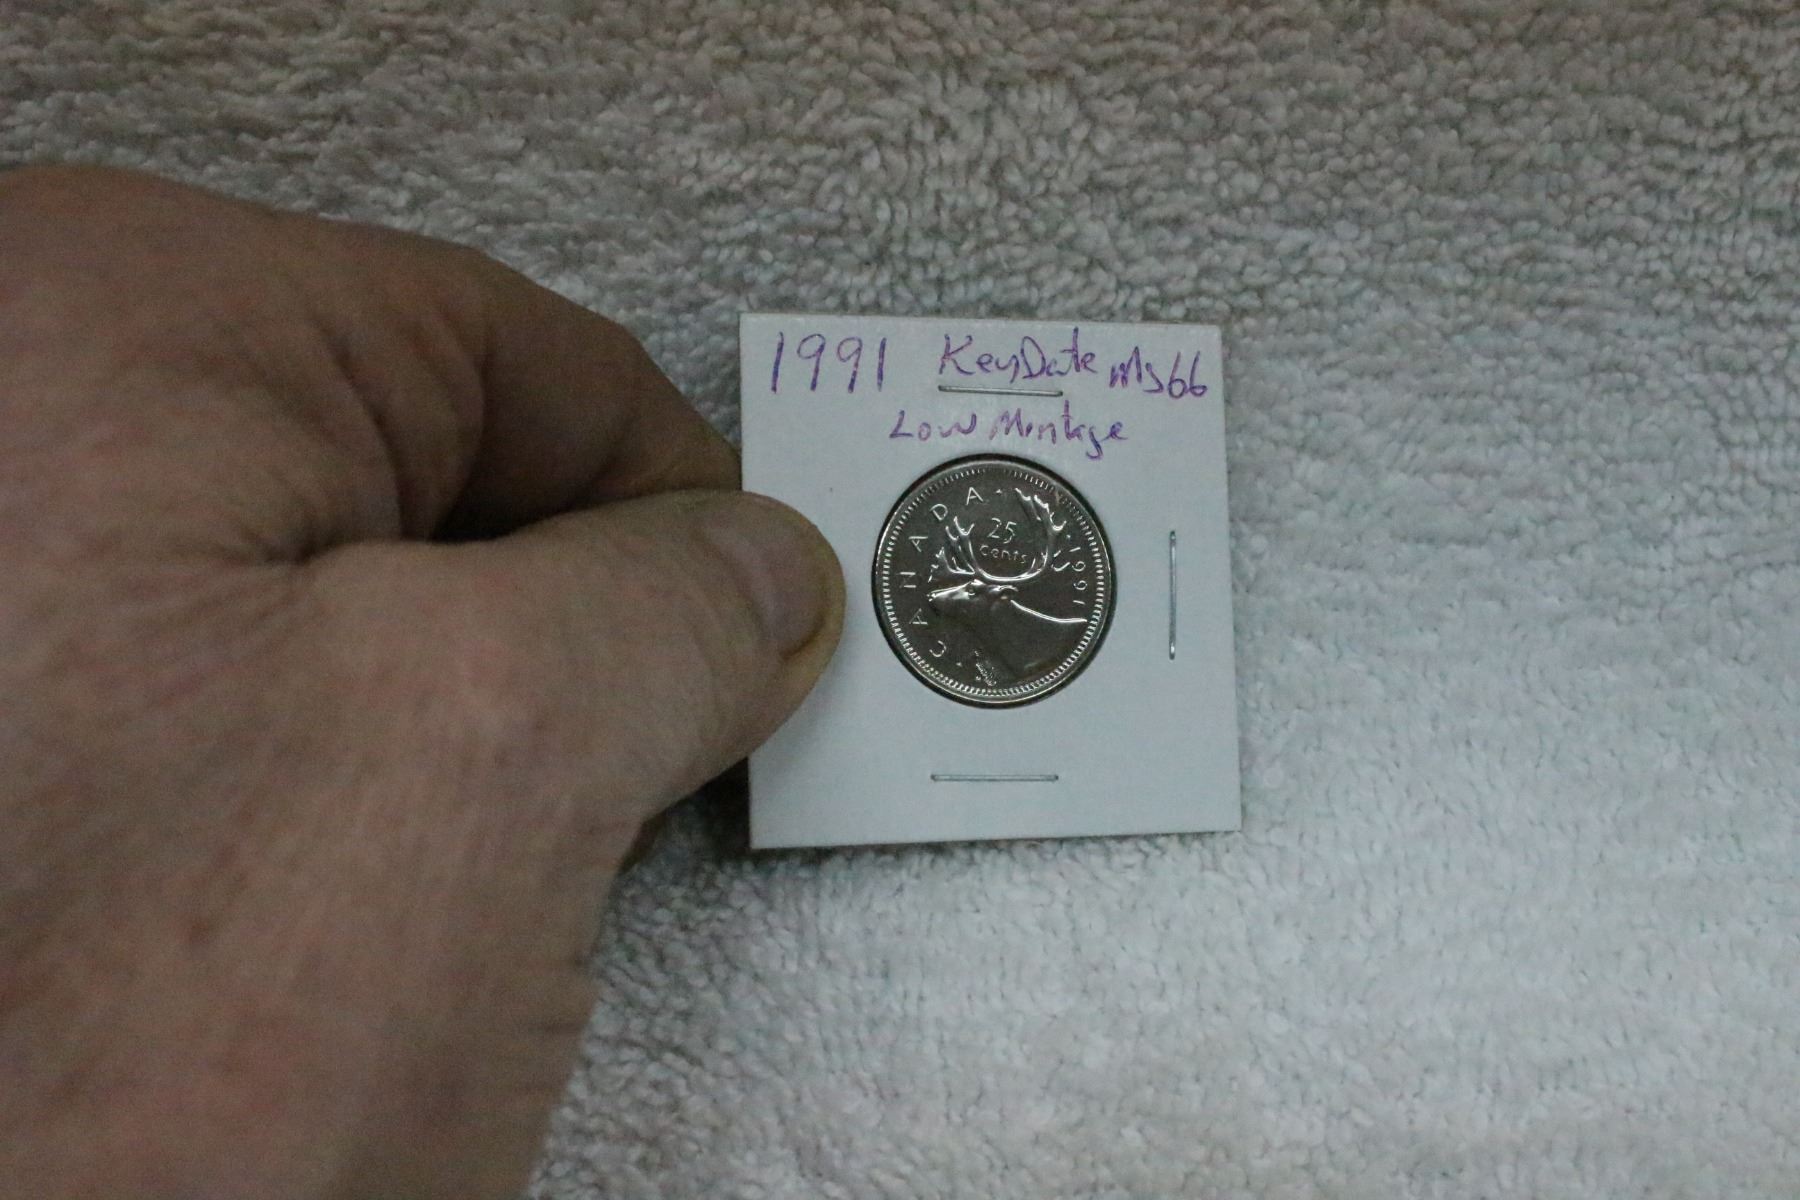 1991 KeyDate MS66
Low Mintage
CANADA
25
cents
1991